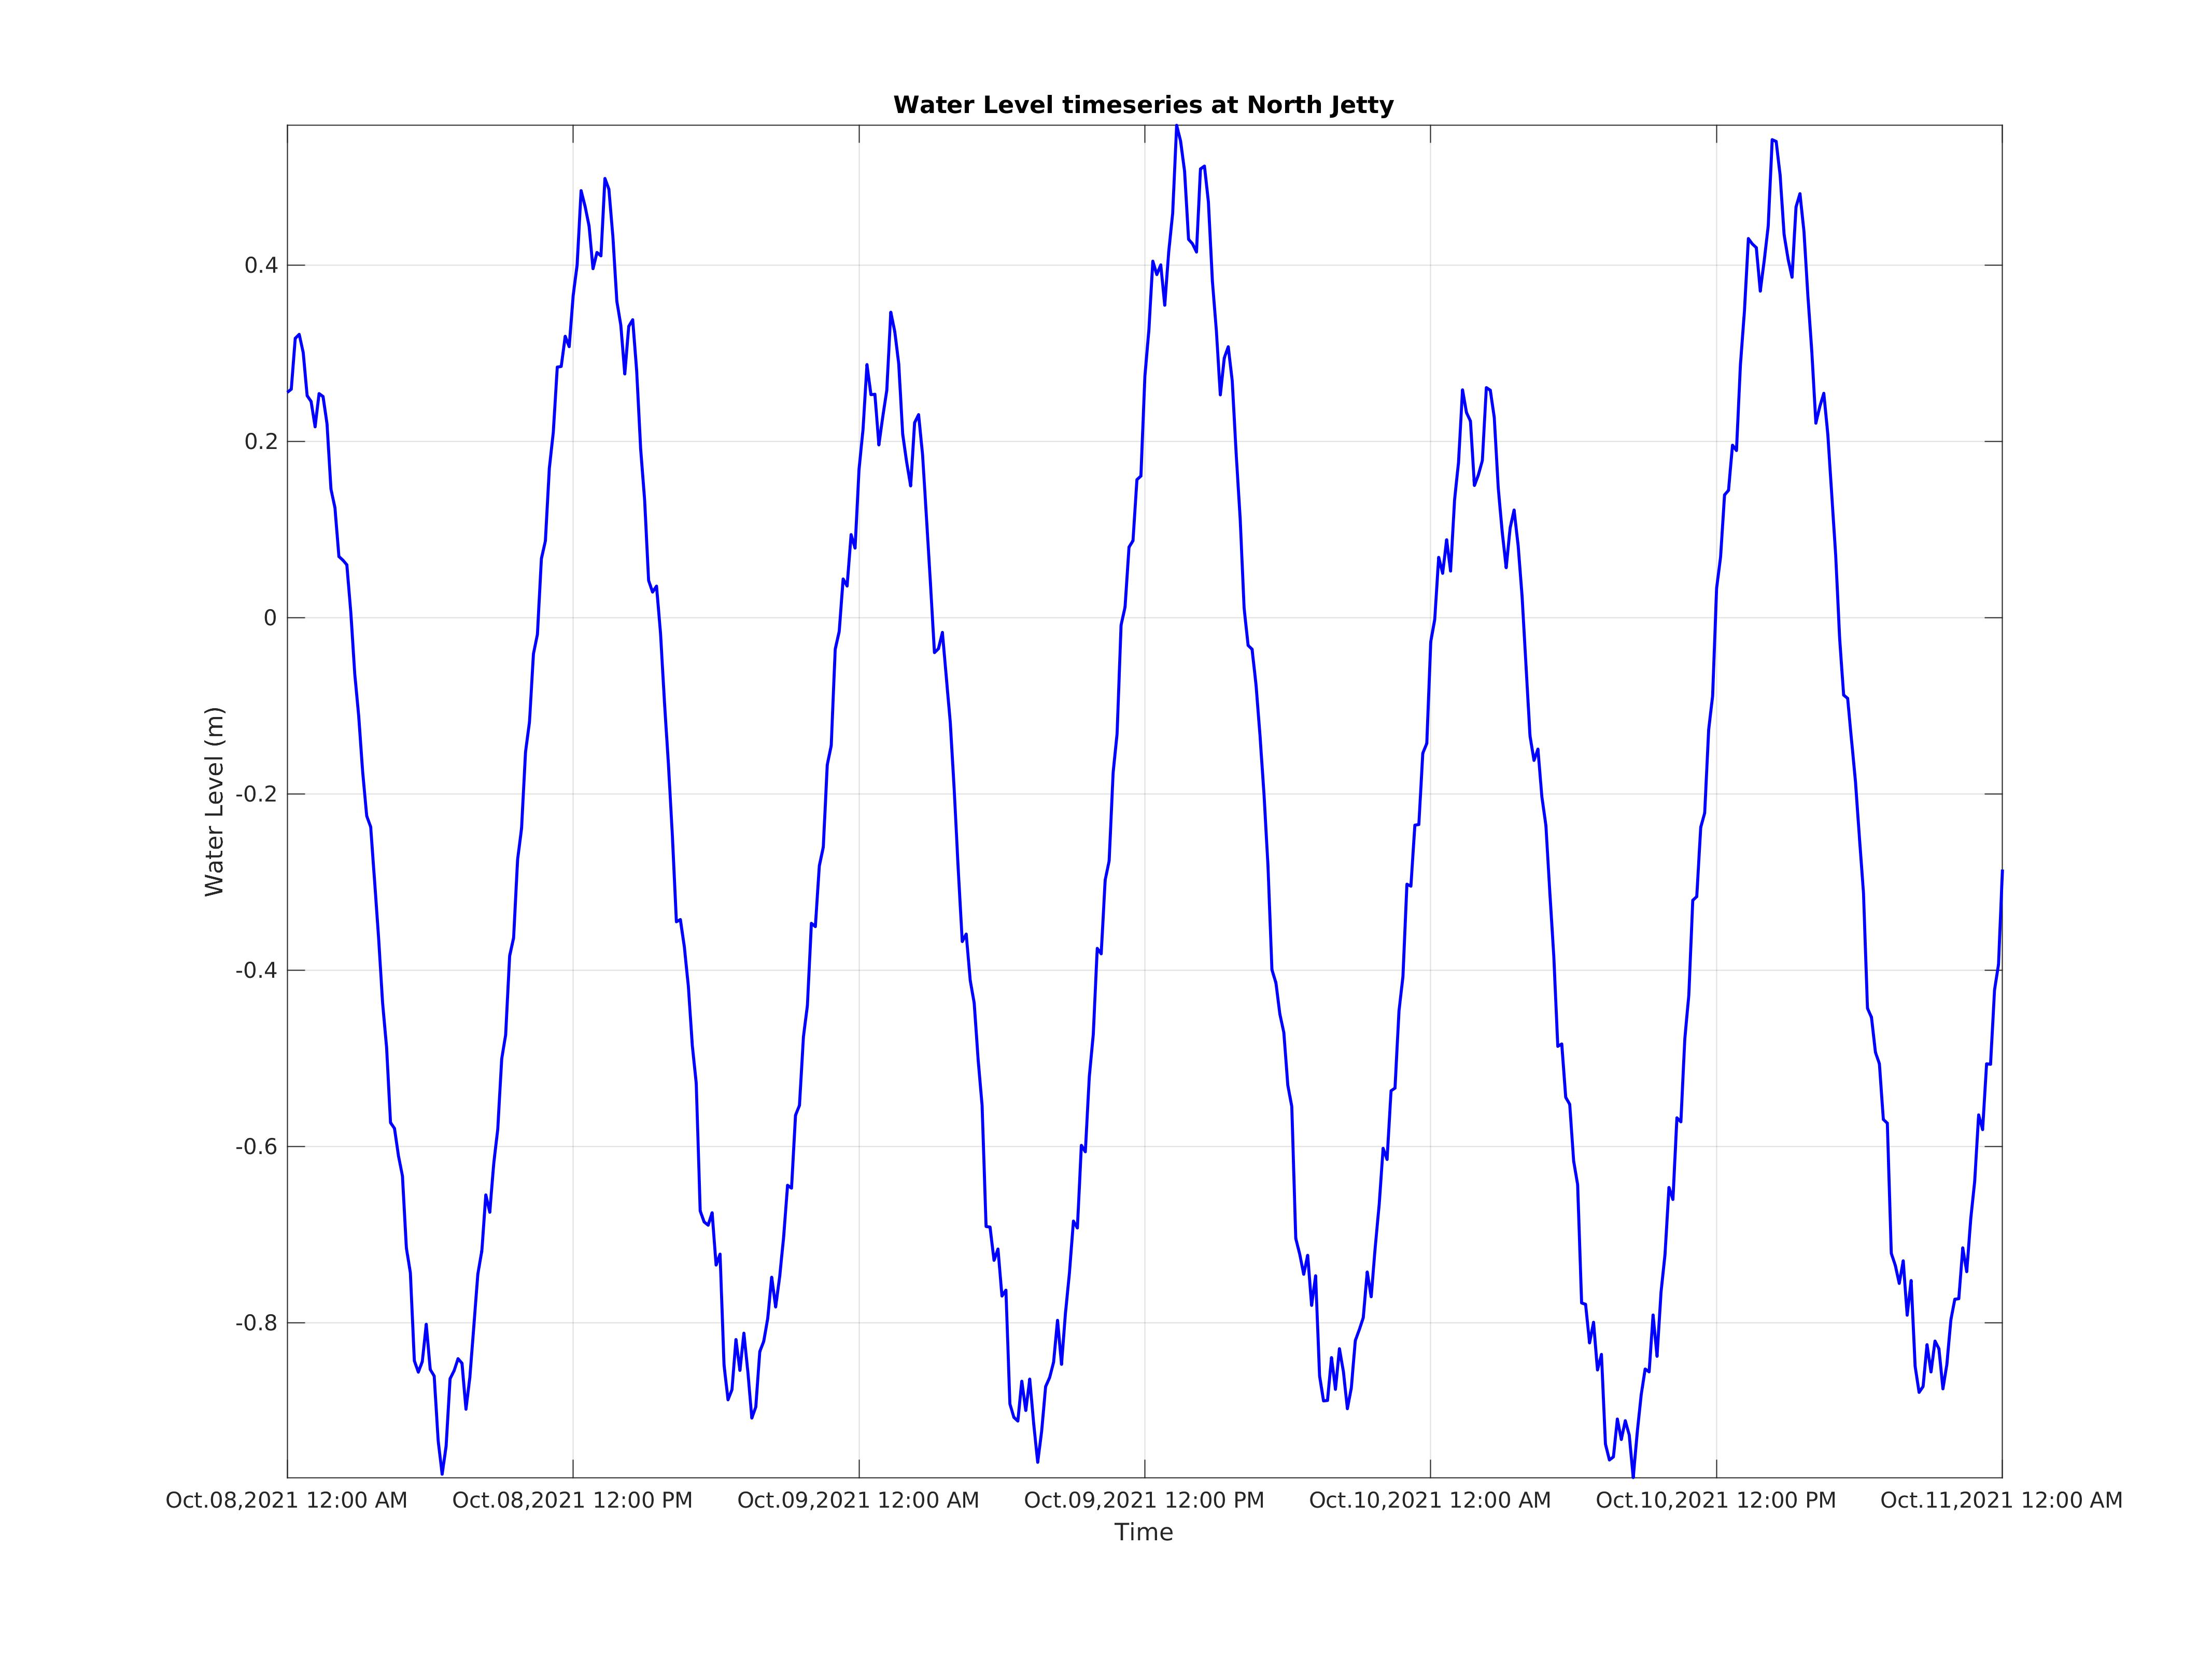 Water Level timeseries at North Jetty
0.4
0.2
0
-0.2
-0.4
-0.6
-0.8
Water Level (m)
Oct.08,2021 12:00 AM
Oct.08,2021 12:00 PM
Oct.09,2021 12:00 AM
Oct.09,2021 12:00 PM
Oct.10,2021 12:00 AM
Oct.10,2021 12:00 PM
Oct.11,2021 12:00 AM
Time